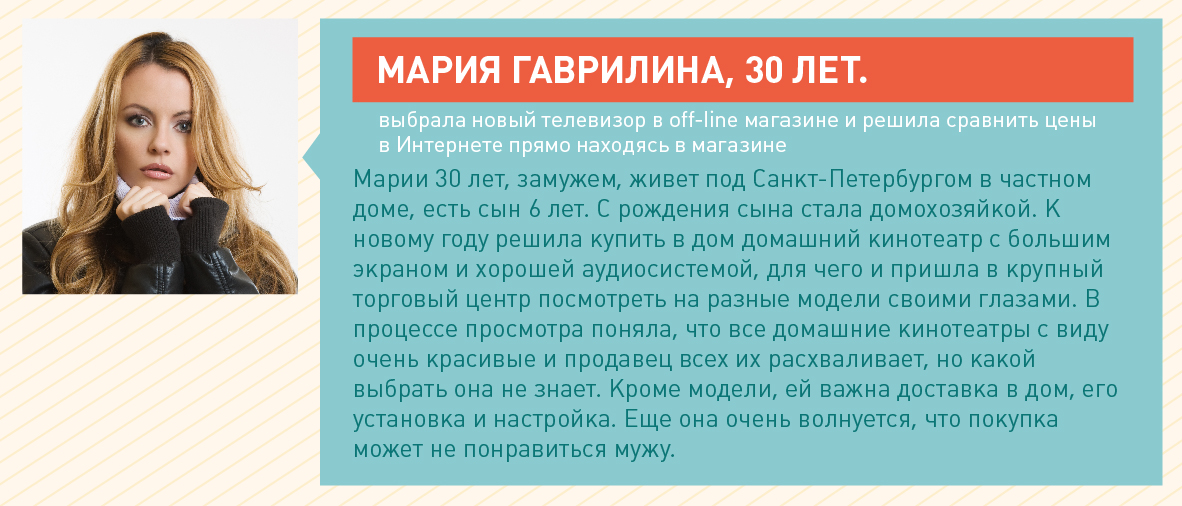 МАРИЯ ГАВРИЛИНА, 30 ЛЕТ.
выбрала новый телевизор в off-line магазине и решила сравнить цены
в Интернете прямо находясь в магазине
Марии 30 лет, замужем, живет под Санкт-Петербургом в частном
доме, есть сын 6 лет. С рождения сына стала домохозяйкой. К
новому году решила купить в дом домашний кинотеатр с большим
экраном и хорошей аудиосистемой, для чего и пришла в крупный
торговый центр посмотреть на разные модели своими глазами. В
процессе просмотра поняла, что все домашние кинотеатры с виду
очень красивые и продавец всех их расхваливает, но какой
выбрать она не знает. Кроме модели, ей важна доставка в дом, его
установка и настройка. Еще она очень волнуется, что покупка
может не понравиться мужу.